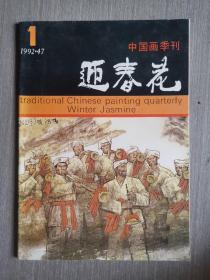 1
1992·47
中国画季刊
迎春花
traditional Chinese painting quarterly
Winter Jasmine